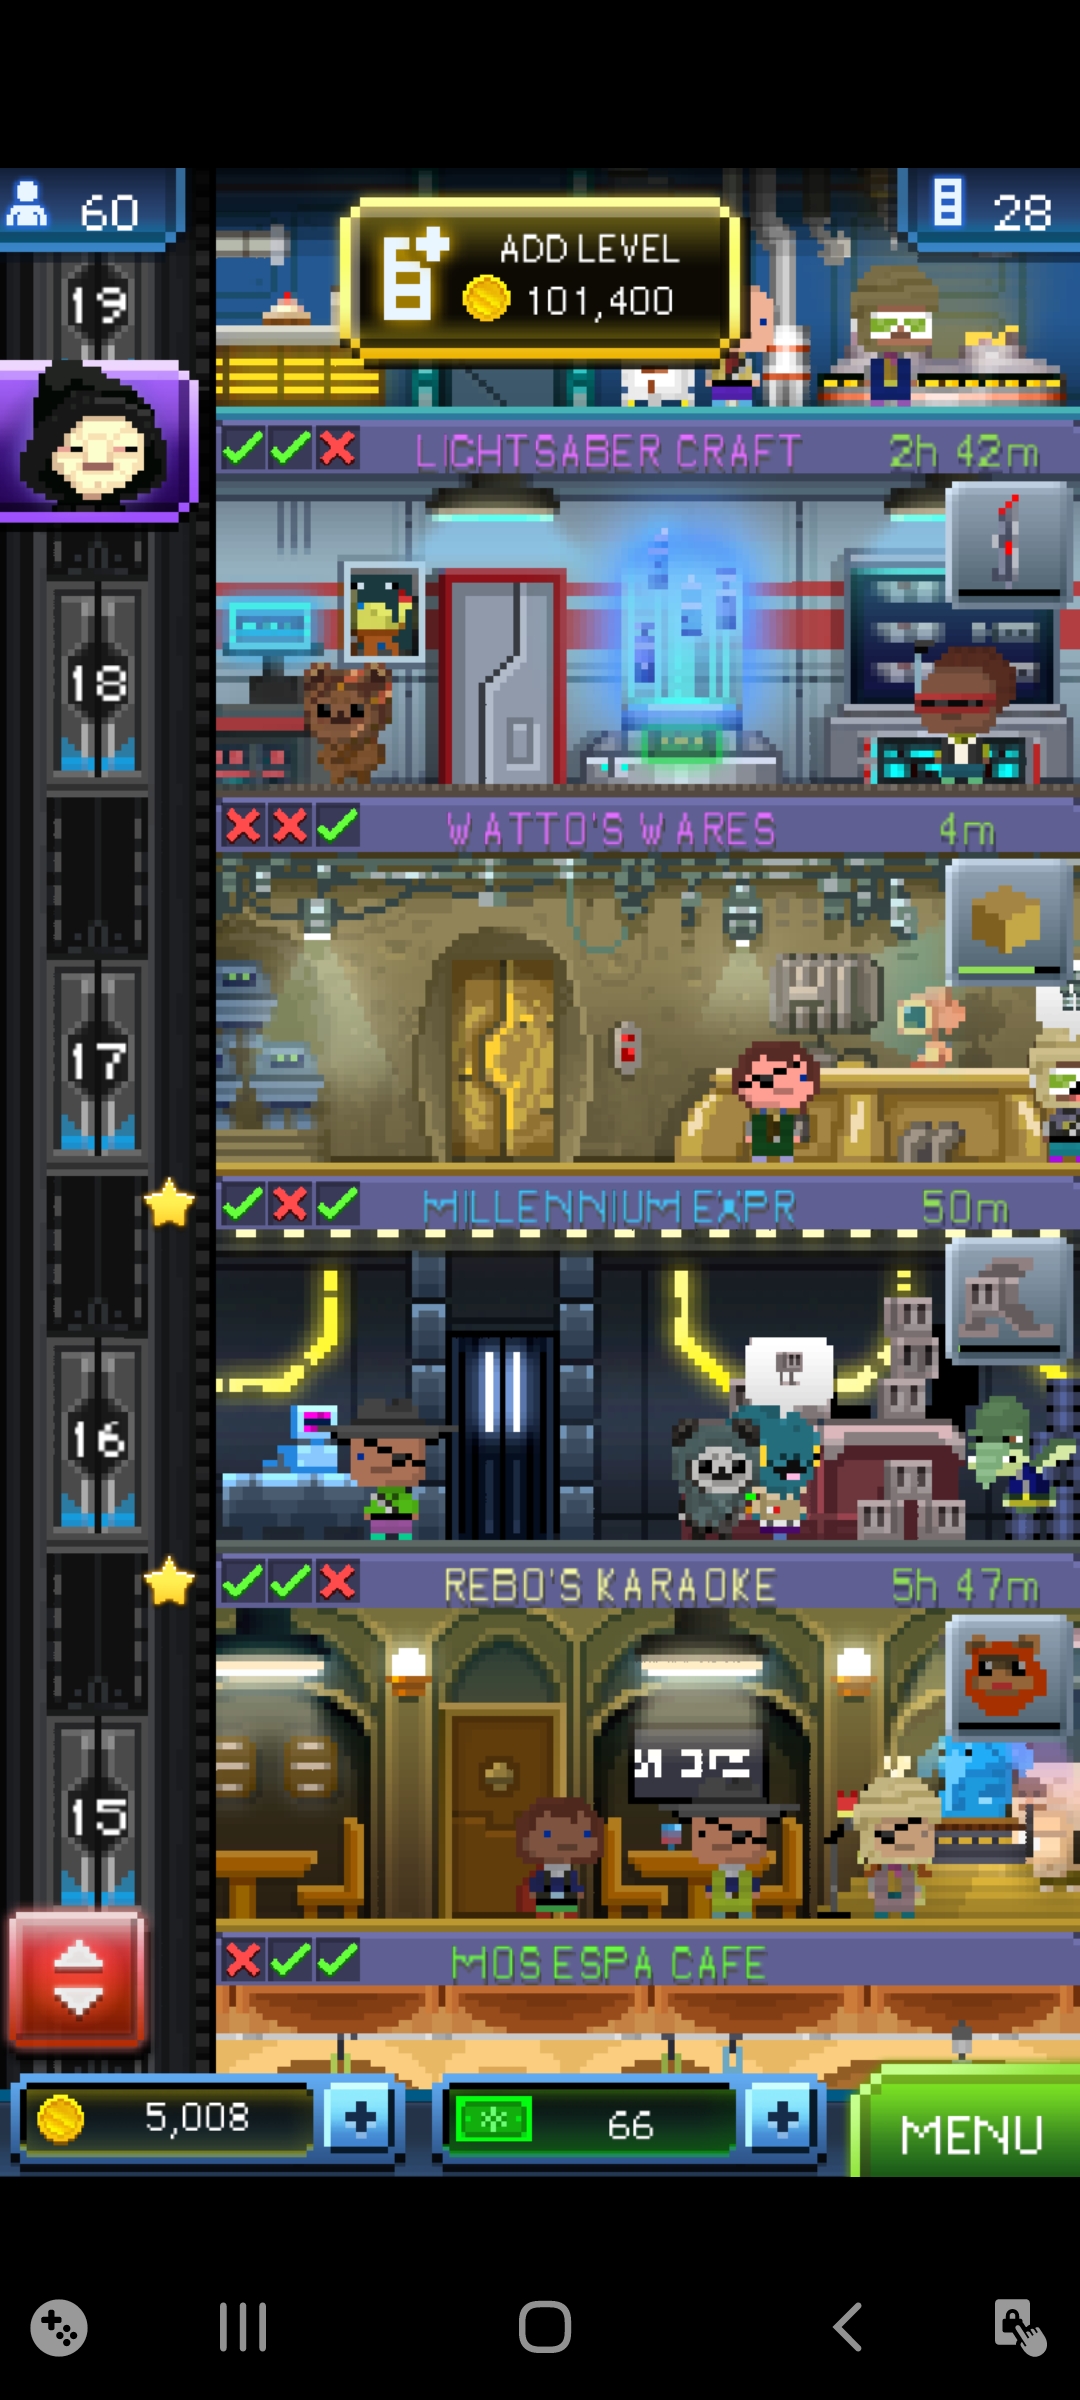 60
28
ADD LEVEL
101,400
19
LIGHTSABER CRAFT
2h 42m
18
WATTO'S WARES
4m
17
MILLENNIUM EXPR
50m
16
REBO'S KARAOKE
5h 47m
15
MOS ESPA CAFE
5,008
66
MENU